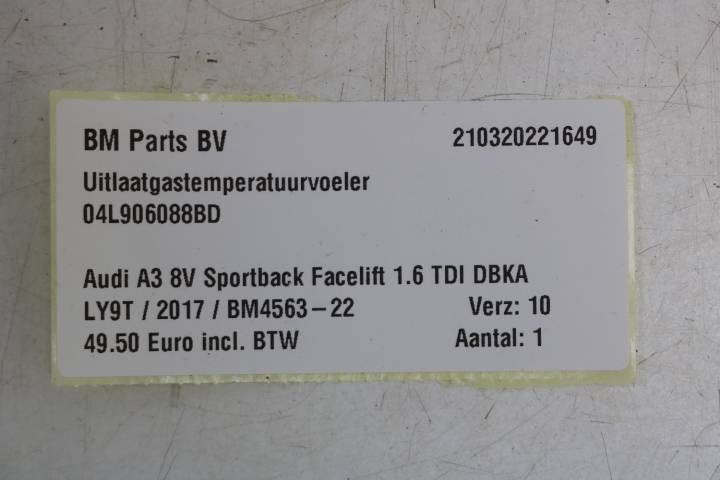 BM Parts BV 210320221649
Uitlaatgastemperatuurvoeler
04L906088BD
Audi A3 8V Sportback Facelift 1.6 TDI DBKA
LY9T / 2017 / BM4563-22 Verz: 10
49.50 Euro incl. BTW Aantal: 1